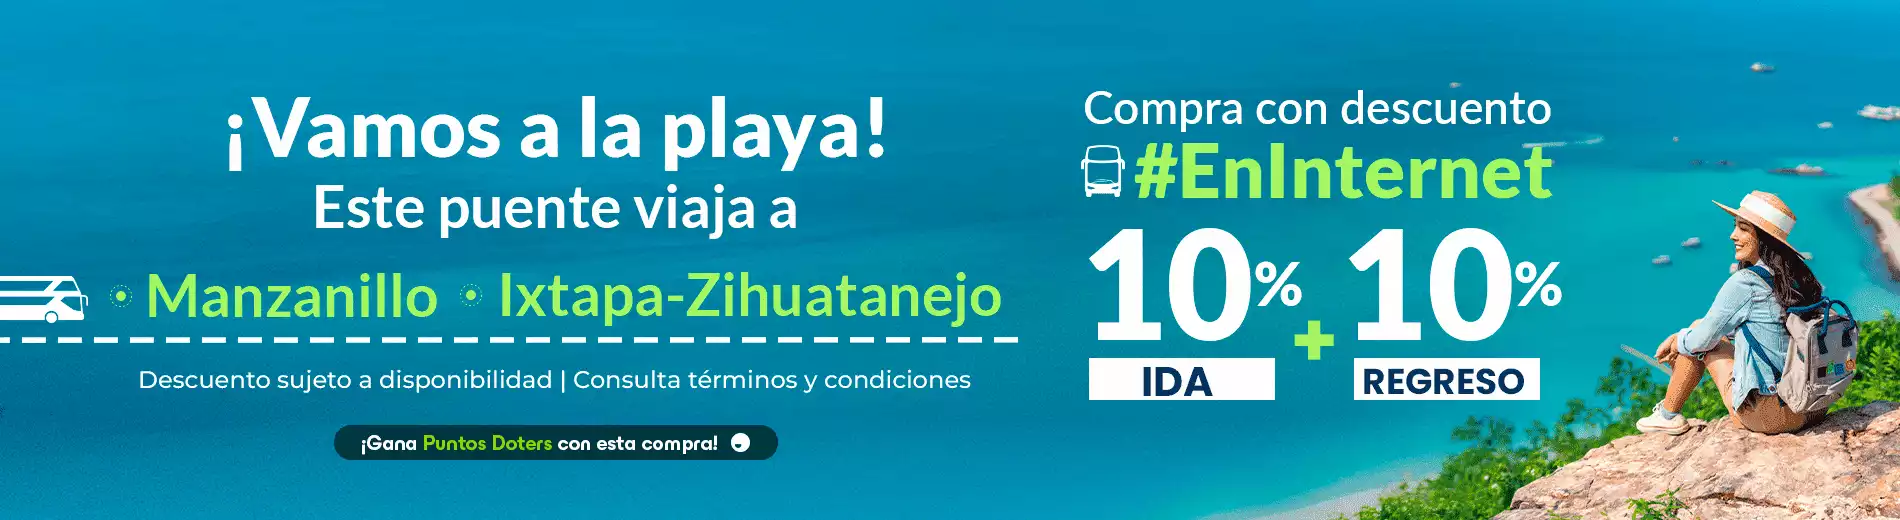 ¡Vamos a la playa!
Este puente viaja a
Manzanillo • Ixtapa-Zihuatanejo
Descuento sujeto a disponibilidad | Consulta términos y condiciones
¡Gana Puntos Doters con esta compra!
Compra con descuento
#EnInternet
10% + 10%
IDA REGRESO